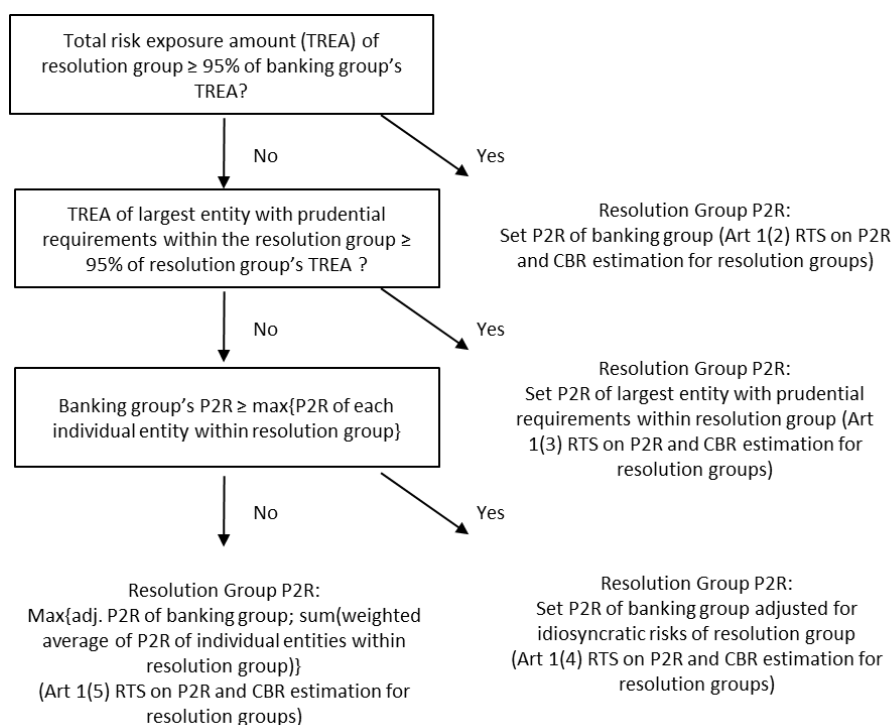 Total risk exposure amount (TREA) of
resolution group ≥ 95% of banking group's
TREA?
No
Yes
TREA of largest entity with prudential
requirements within the resolution group ≥
95% of resolution group's TREA ?
Resolution Group P2R:
Set P2R of banking group (Art 1(2) RTS on P2R
and CBR estimation for resolution groups)
No
Yes
Banking group's P2R ≥ max{P2R of each
individual entity within resolution group}
Resolution Group P2R:
Set P2R of largest entity with prudential
requirements within resolution group (Art
1(3) RTS on P2R and CBR estimation for
resolution groups)
No
Yes
Resolution Group P2R:
Max{adj. P2R of banking group; sum(weighted
average of P2R of individual entities within
resolution group)}
(Art 1(5) RTS on P2R and CBR estimation for
resolution groups)
Resolution Group P2R:
Set P2R of banking group adjusted for
idiosyncratic risks of resolution group
(Art 1(4) RTS on P2R and CBR estimation for
resolution groups)